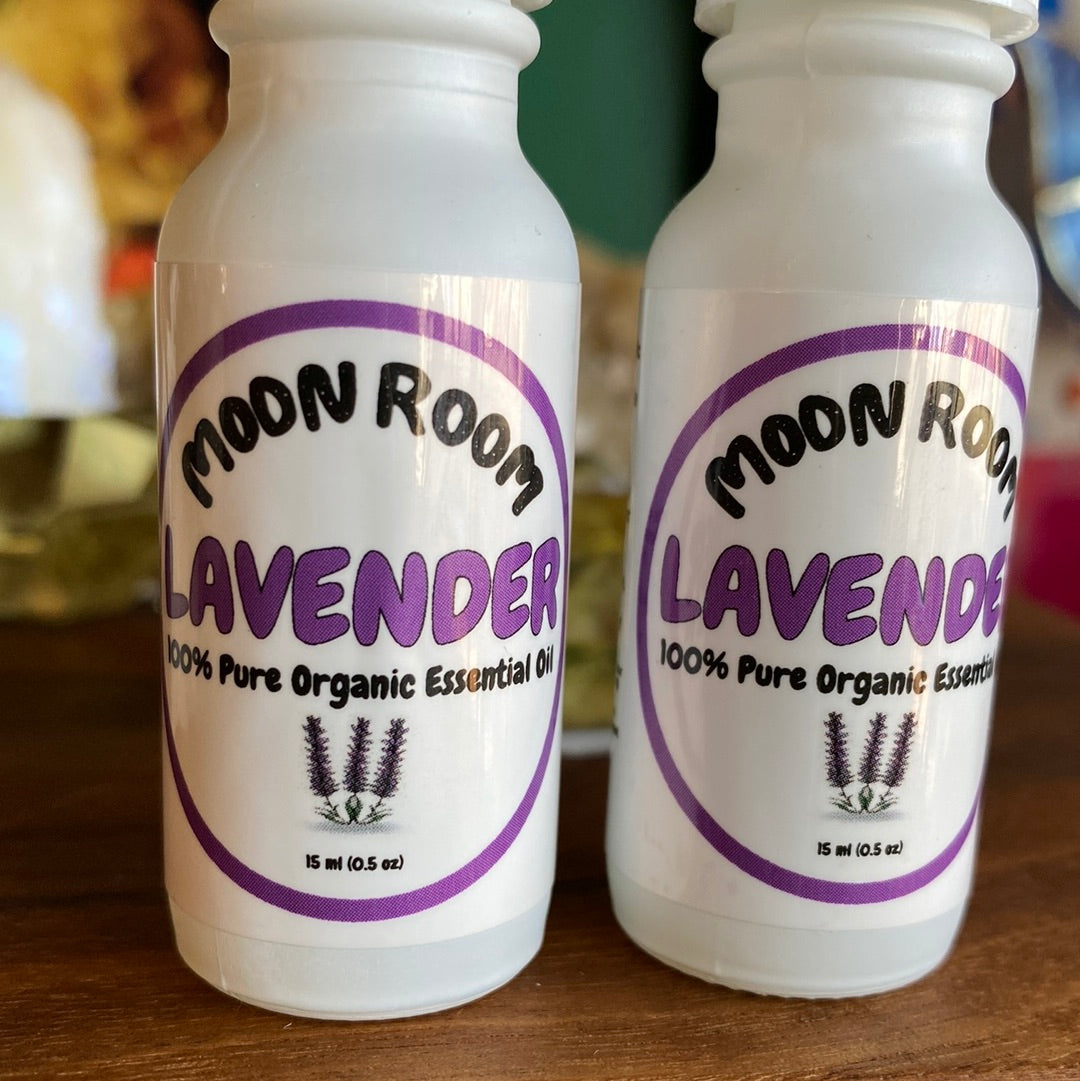 MOON ROOM
LAVENDER
100% Pure Organic Essential Oil
15 ml (0.5 oz)
MOON ROOM
LAVENDE
100% Pure Organic Essential
15 ml (0.5 oz)